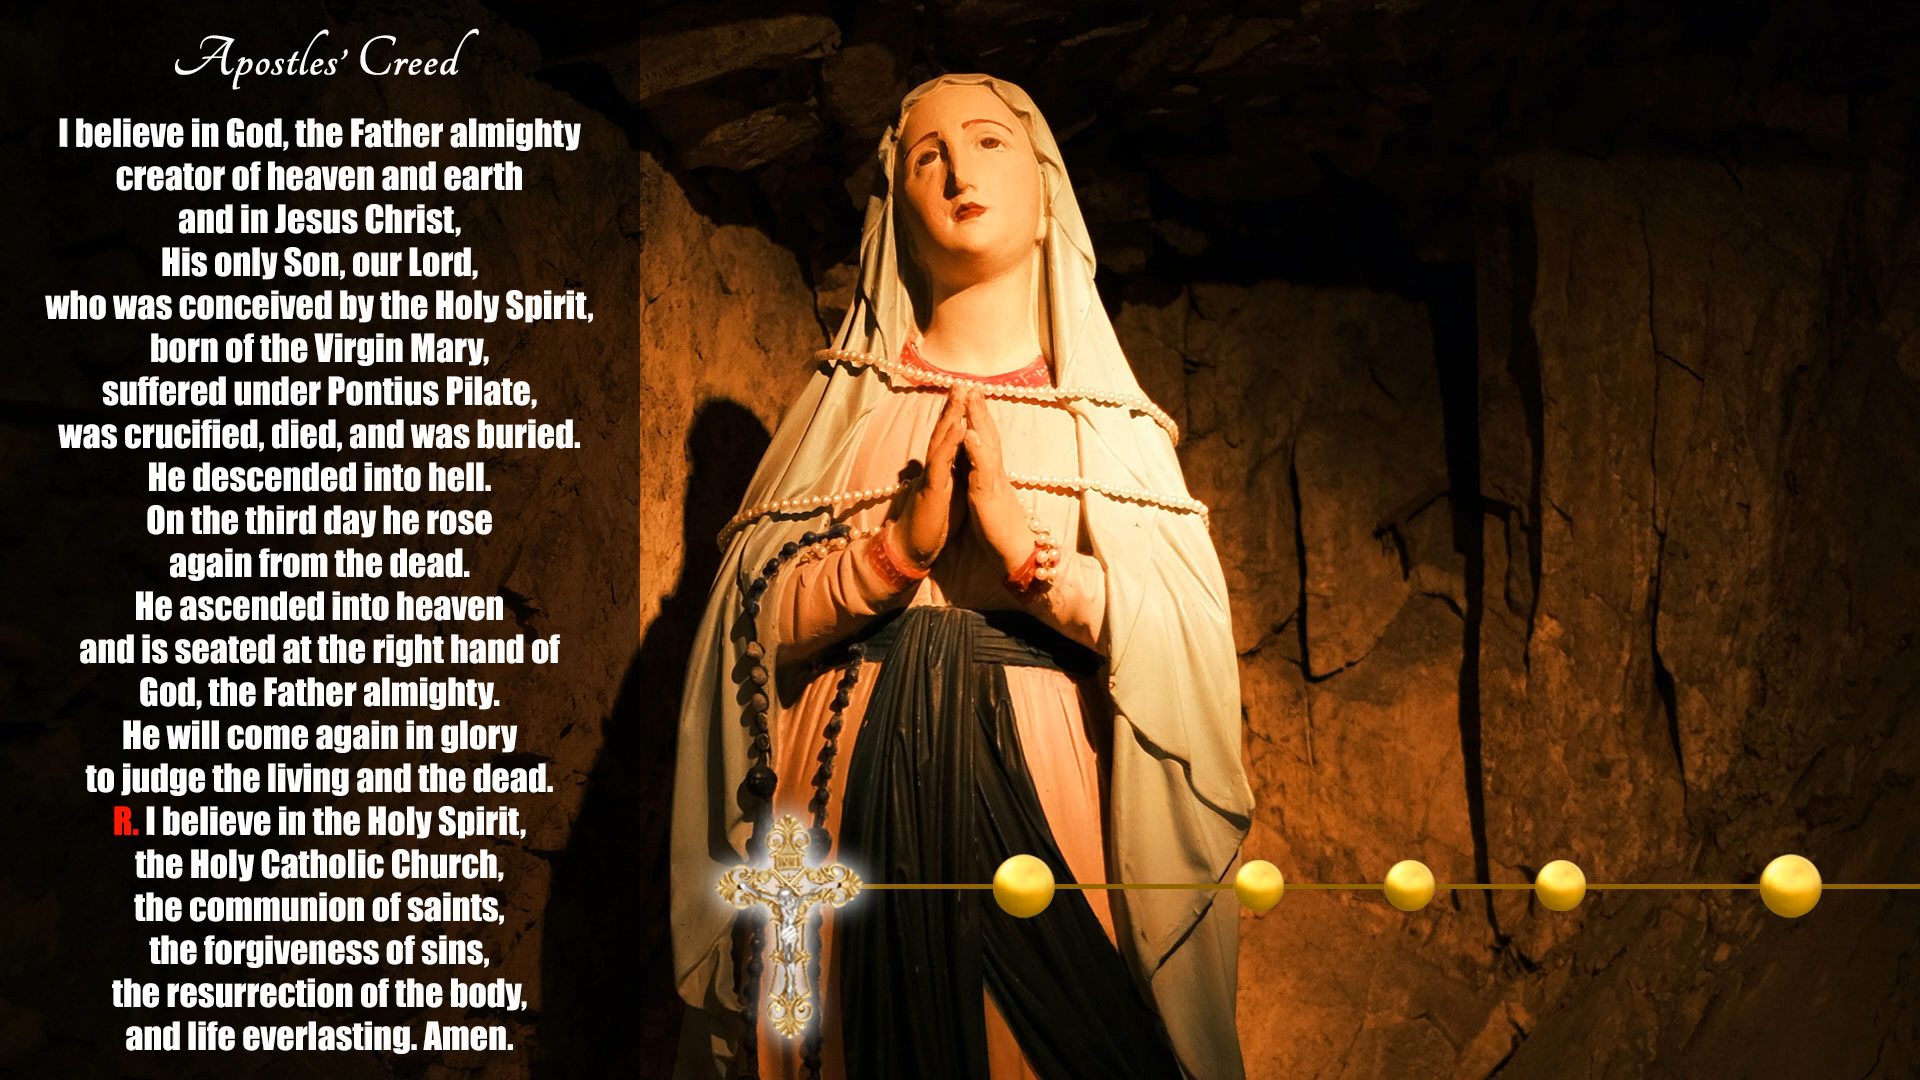 Apostles' Creed
I believe in God, the Father almighty
creator of heaven and earth
and in Jesus Christ,
His only Son, our Lord,
who was conceived by the Holy Spirit,
born of the Virgin Mary,
suffered under Pontius Pilate,
was crucified, died, and was buried.
He descended into hell.
On the third day he rose
again from the dead.
He ascended into heaven
and is seated at the right hand of
God, the Father almighty.
He will come again in glory
to judge the living and the dead.
R. I believe in the Holy Spirit,
the Holy Catholic Church,
the communion of saints,
the forgiveness of sins,
the resurrection of the body,
and life everlasting. Amen.
INRI